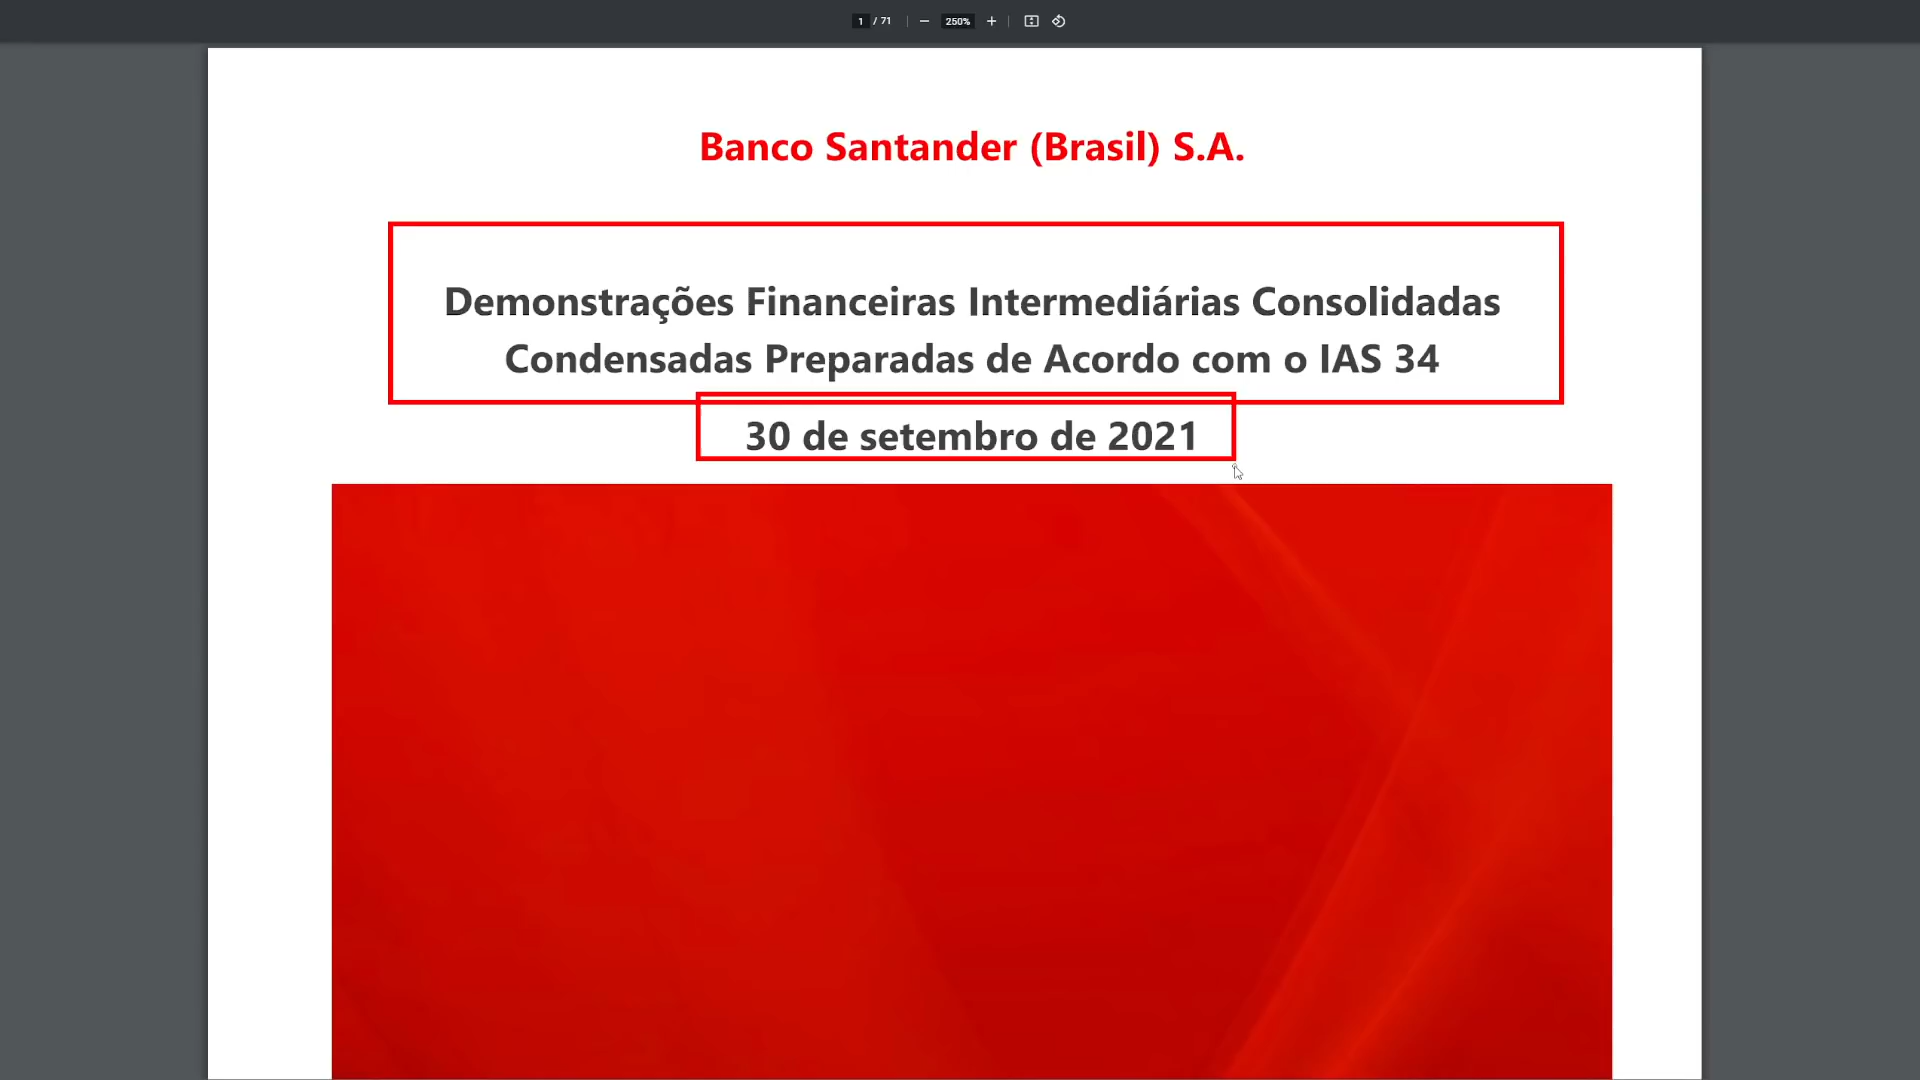 1 / 71 250%
Banco Santander (Brasil) S.A.
Demonstrações Financeiras Intermediárias Consolidadas
Condensadas Preparadas de Acordo com o IAS 34
30 de setembro de 2021